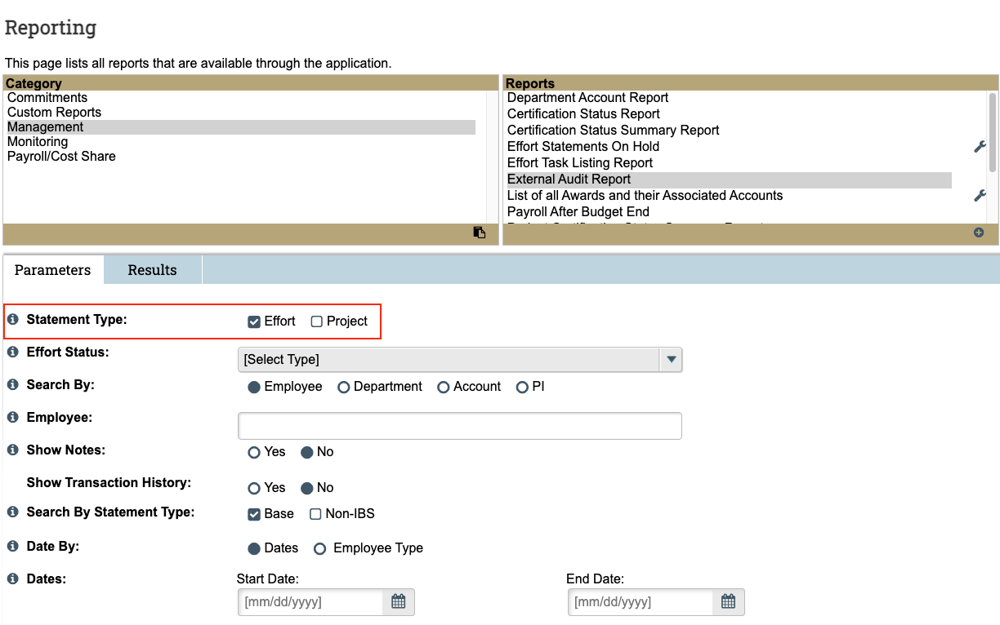 Reporting
This page lists all reports that are available through the application.
Category
Commitments
Custom Reports
Management
Monitoring
Payroll/Cost Share
Reports
Department Account Report
Certification Status Report
Certification Status Summary Report
Effort Statements On Hold
Effort Task Listing Report
External Audit Report
List of all Awards and their Associated Accounts
Payroll After Budget End
Parameters Results
Statement Type: Effort Project
Effort Status: [Select Type]
Search By: Employee Department Account PI
Employee:
Show Notes: Yes No
Show Transaction History: Yes No
Search By Statement Type: Base Non-IBS
Date By: Dates Employee Type
Dates: Start Date: End Date:
[mm/dd/yyyy] [mm/dd/yyyy]